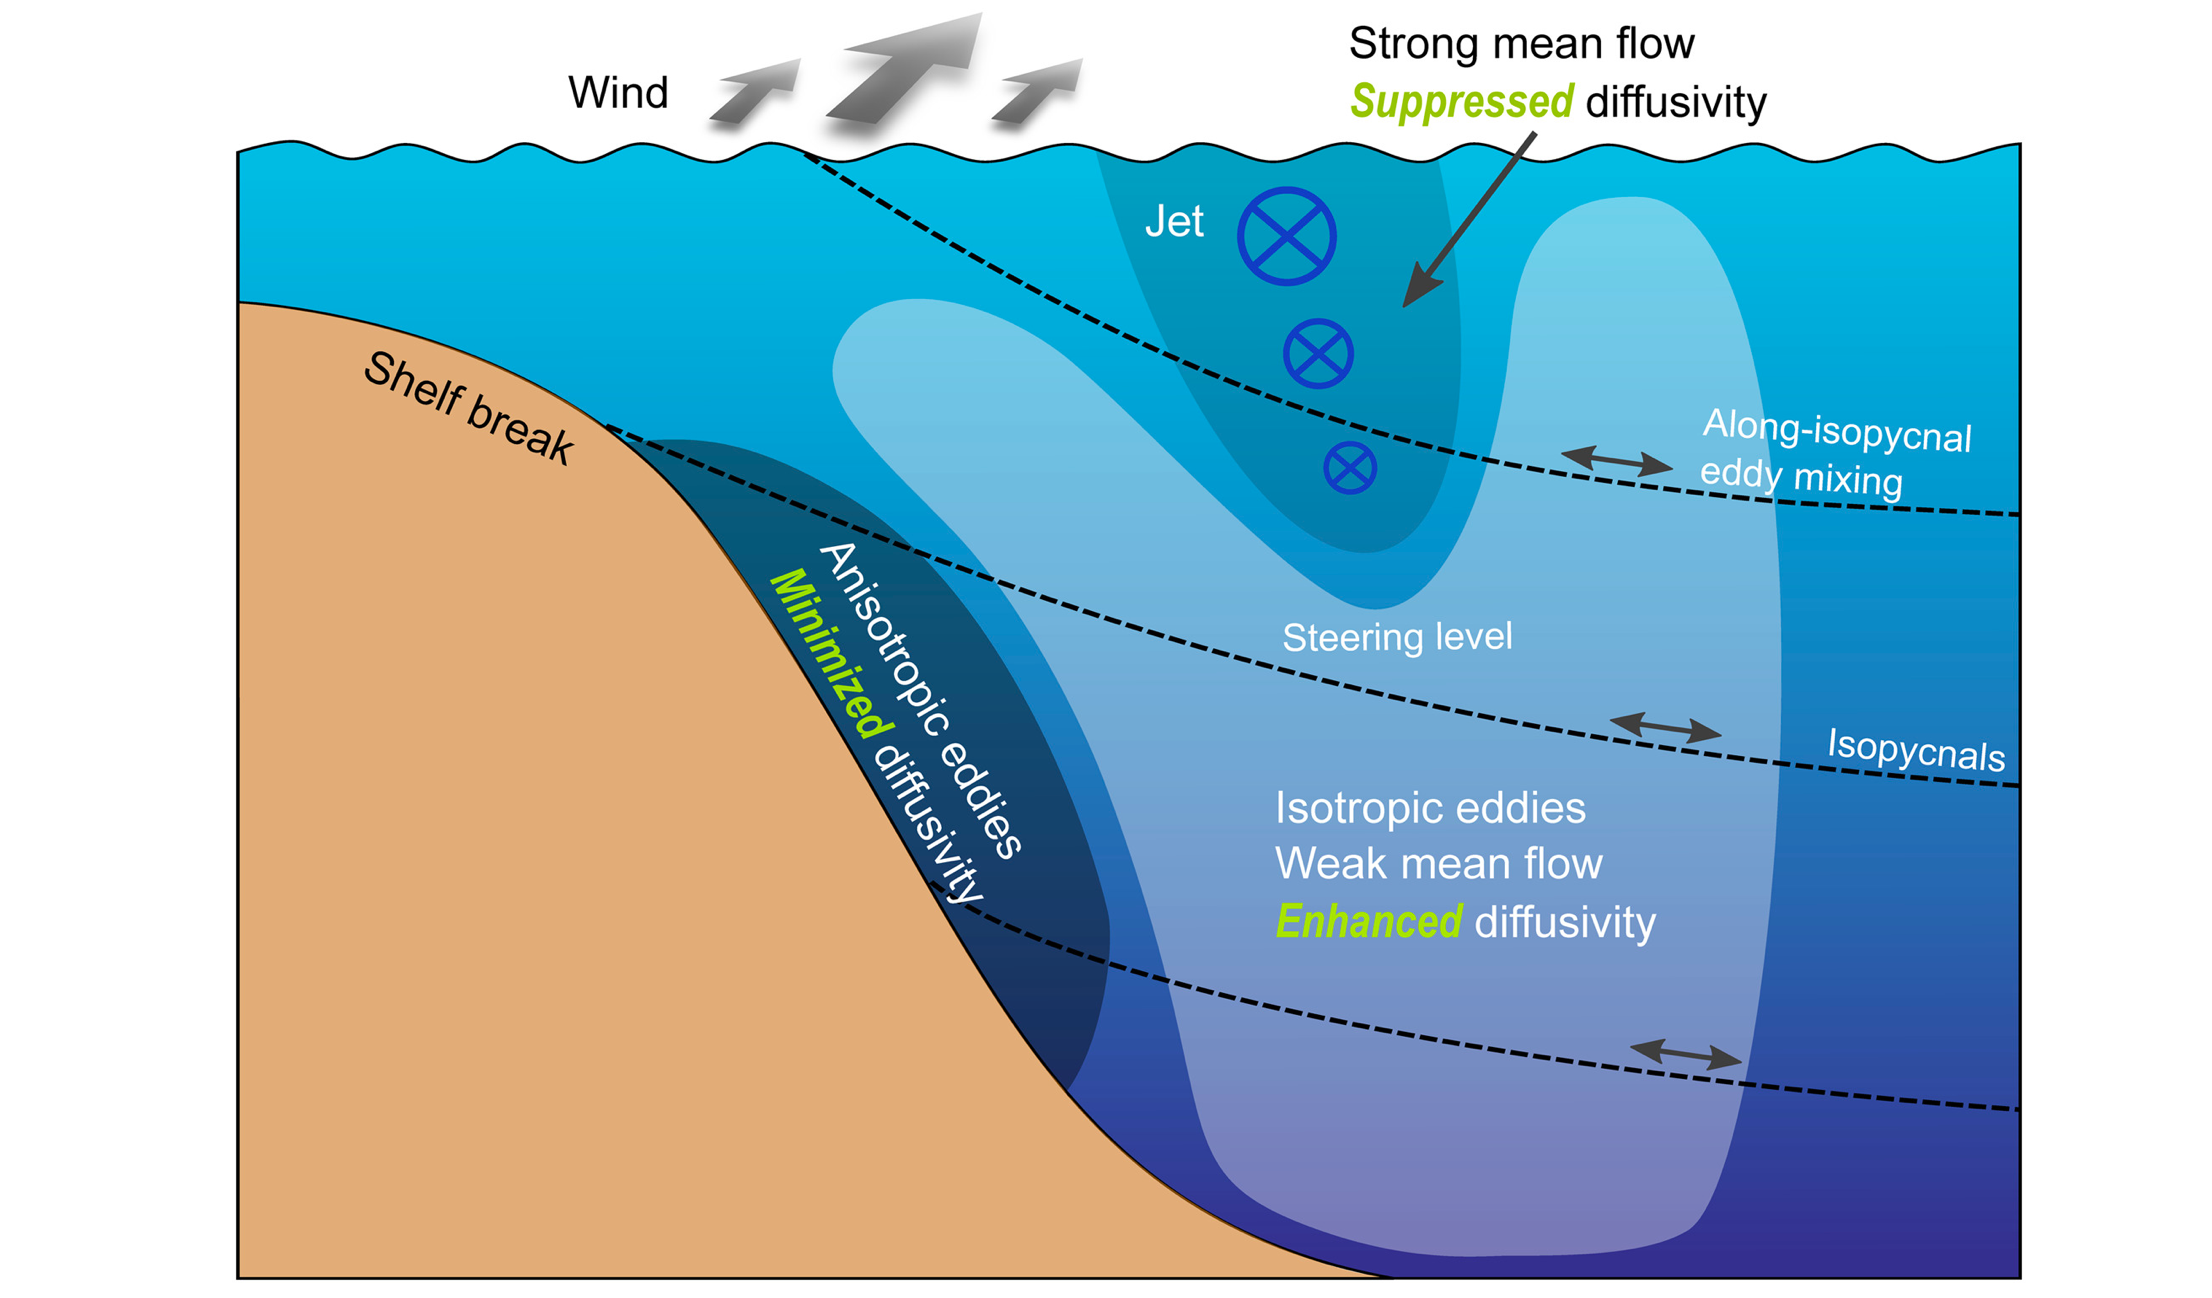 Wind
Strong mean flow
Suppressed diffusivity
Jet
Shelf break
Along-isopycnal
eddy mixing
Anisotropic eddies
Minimized diffusivity
Steering level
Isopycnals
Isotropic eddies
Weak mean flow
Enhanced diffusivity